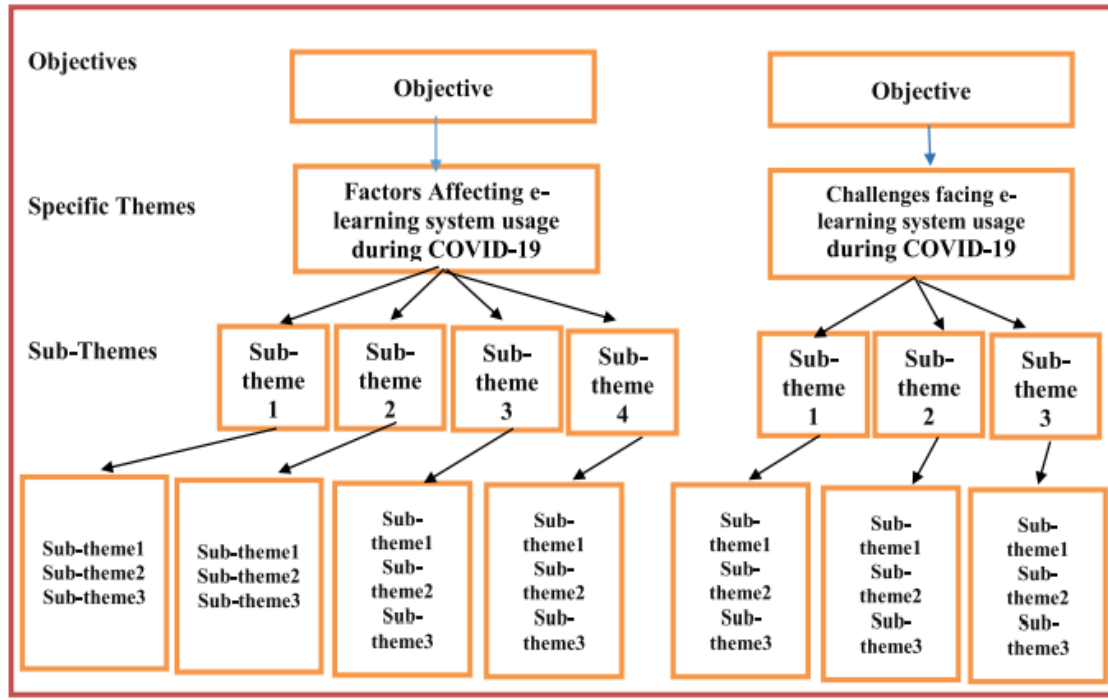 Objectives
Objective
Objective
Specific Themes
Factors Affecting e-
learning system usage
during COVID-19
Challenges facing e-
learning system usage
during COVID-19
Sub-Themes
Sub-
theme
1
Sub-
theme
2
Sub-
theme
3
Sub-
theme
4
Sub-
theme
1
Sub-
theme
2
Sub-
theme
3
Sub-theme1
Sub-theme2
Sub-theme3
Sub-theme1
Sub-theme2
Sub-theme3
Sub-
theme1
Sub-
theme2
Sub-
theme3
Sub-
theme1
Sub-
theme2
Sub-
theme3
Sub-
theme1
Sub-
theme2
Sub-
theme3
Sub-
theme1
Sub-
theme2
Sub-
theme3
Sub-
theme1
Sub-
theme2
Sub-
theme3